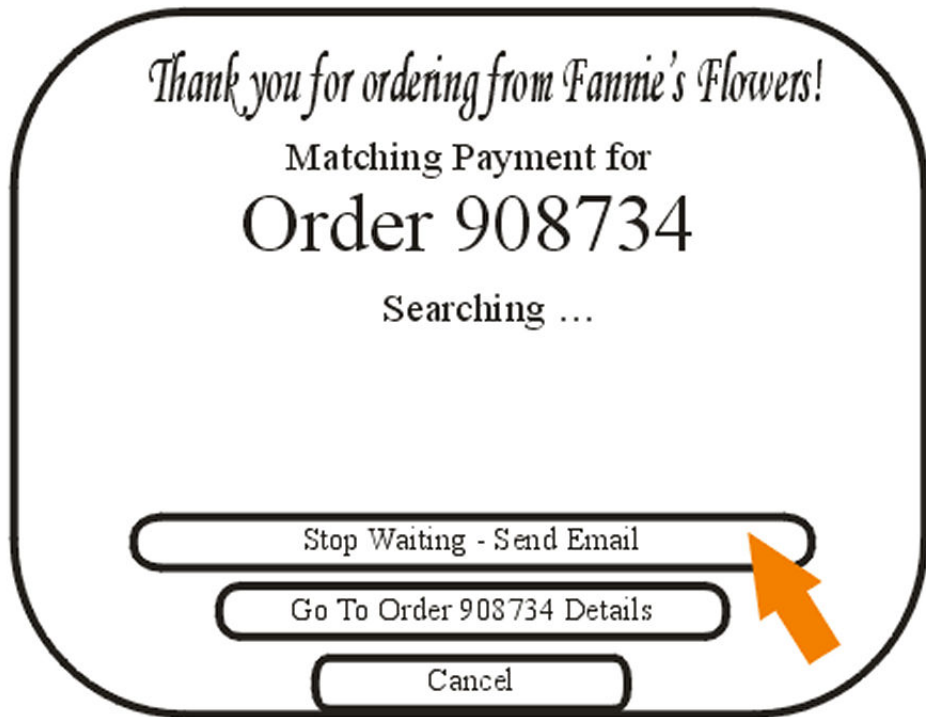 Thank you for ordering from Fannie's Flowers!
Matching Payment for
Order 908734
Searching ...
Stop Waiting - Send Email
Go To Order 908734 Details
Cancel